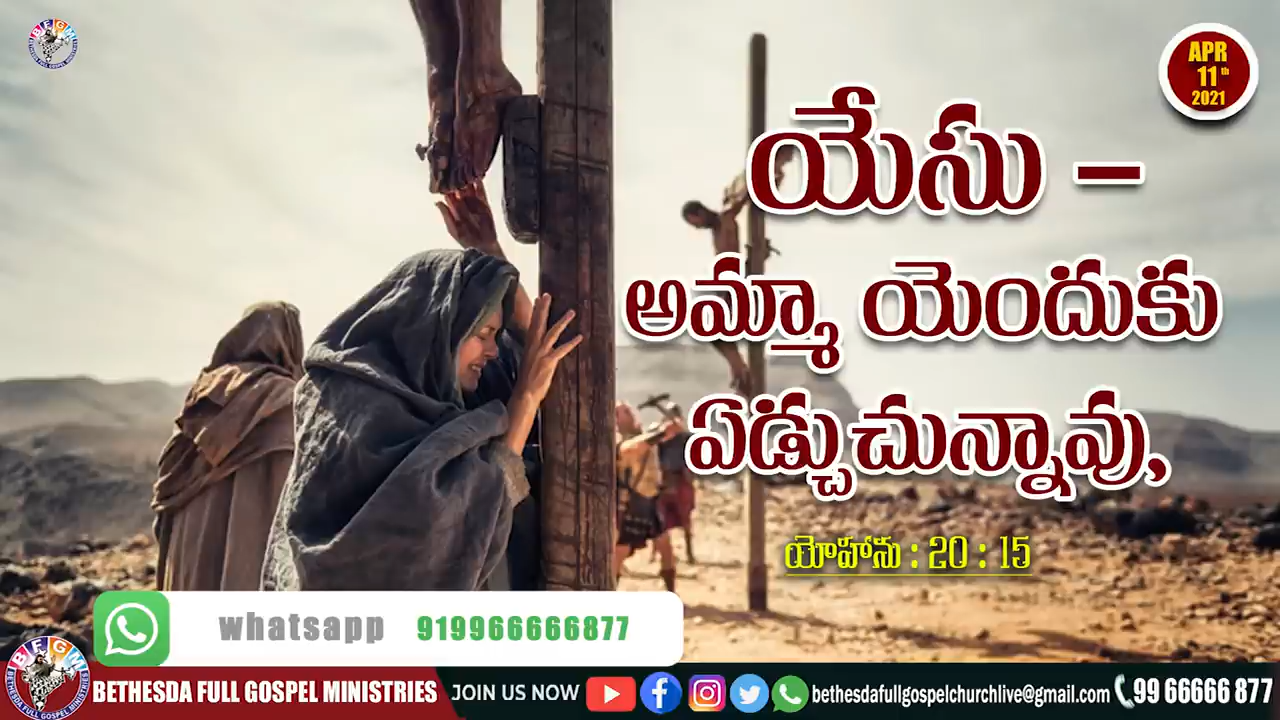 APR
11th
2021
యేసు –
అమ్మా యెందుకు
ఏడ్చుచున్నావు,
యోహాను : 20 : 15
whatsapp 919966666877
BFGM
BETHESDA FULL GOSPEL MINISTRIES
JOIN US NOW
bethesdafullgospelchurchlive@gmail.com
99 66666 877